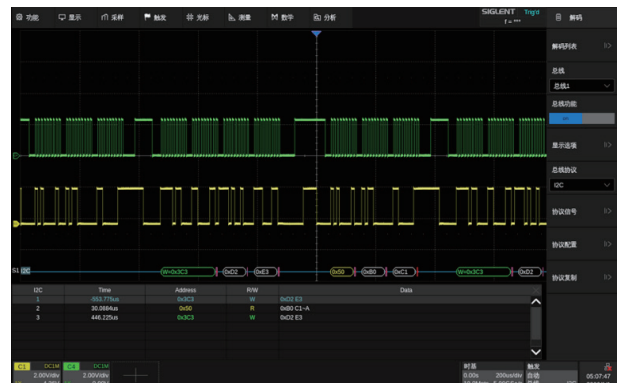 功能 显示 采样 触发 光标 测量 数学 分析 SIGLENT Trig'd 解码
f = ***
解码列表
总线
总线1
总线功能
on
显示选项
总线协议
I2C
协议信号
协议配置
协议复制
S1 I2C W=0x3C3 0xD2 0xE3 0x50 0xB0 0xC1 W=0x3C3 0xD2
I2C Time Address R/W Data
1 -553.775us 0x3C3 W 0xD2 E3
2 30.0884us 0x50 R 0xB0 C1~A
3 446.225us 0x3C3 W 0xD2 E3
C1 DC1M C4 DC1M 时基 触发
2.00V/div 2.00V/div 0.00s 200us/div 自动 05:07:47